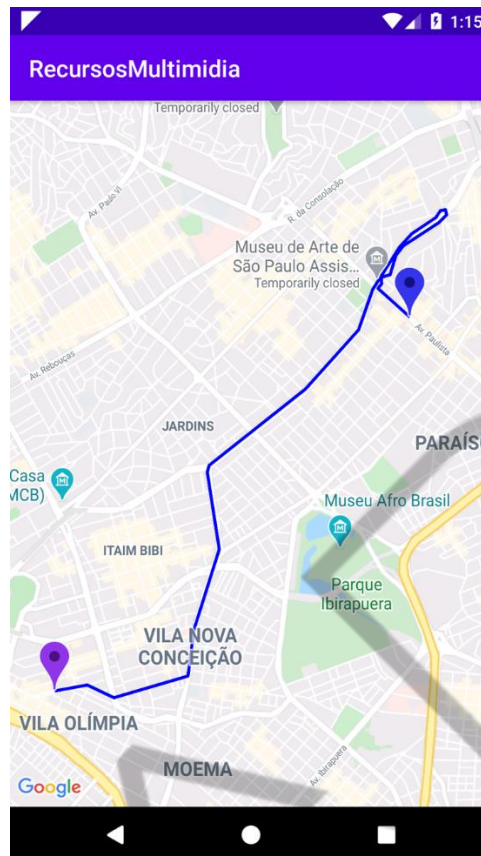 1:15
RecursosMultimidia
Temporarily closed
Av. Paulo VI
R. da Consolação
Museu de Arte de
São Paulo Assis...
Temporarily closed
Av. Paulista
Av. Rebouças
JARDINS
PARAÍSO
Casa
MCB)
Museu Afro Brasil
ITAIM BIBI
Parque
Ibirapuera
VILA NOVA
CONCEIÇÃO
VILA OLÍMPIA
MOEMA
Av. Ibirapuera
Google